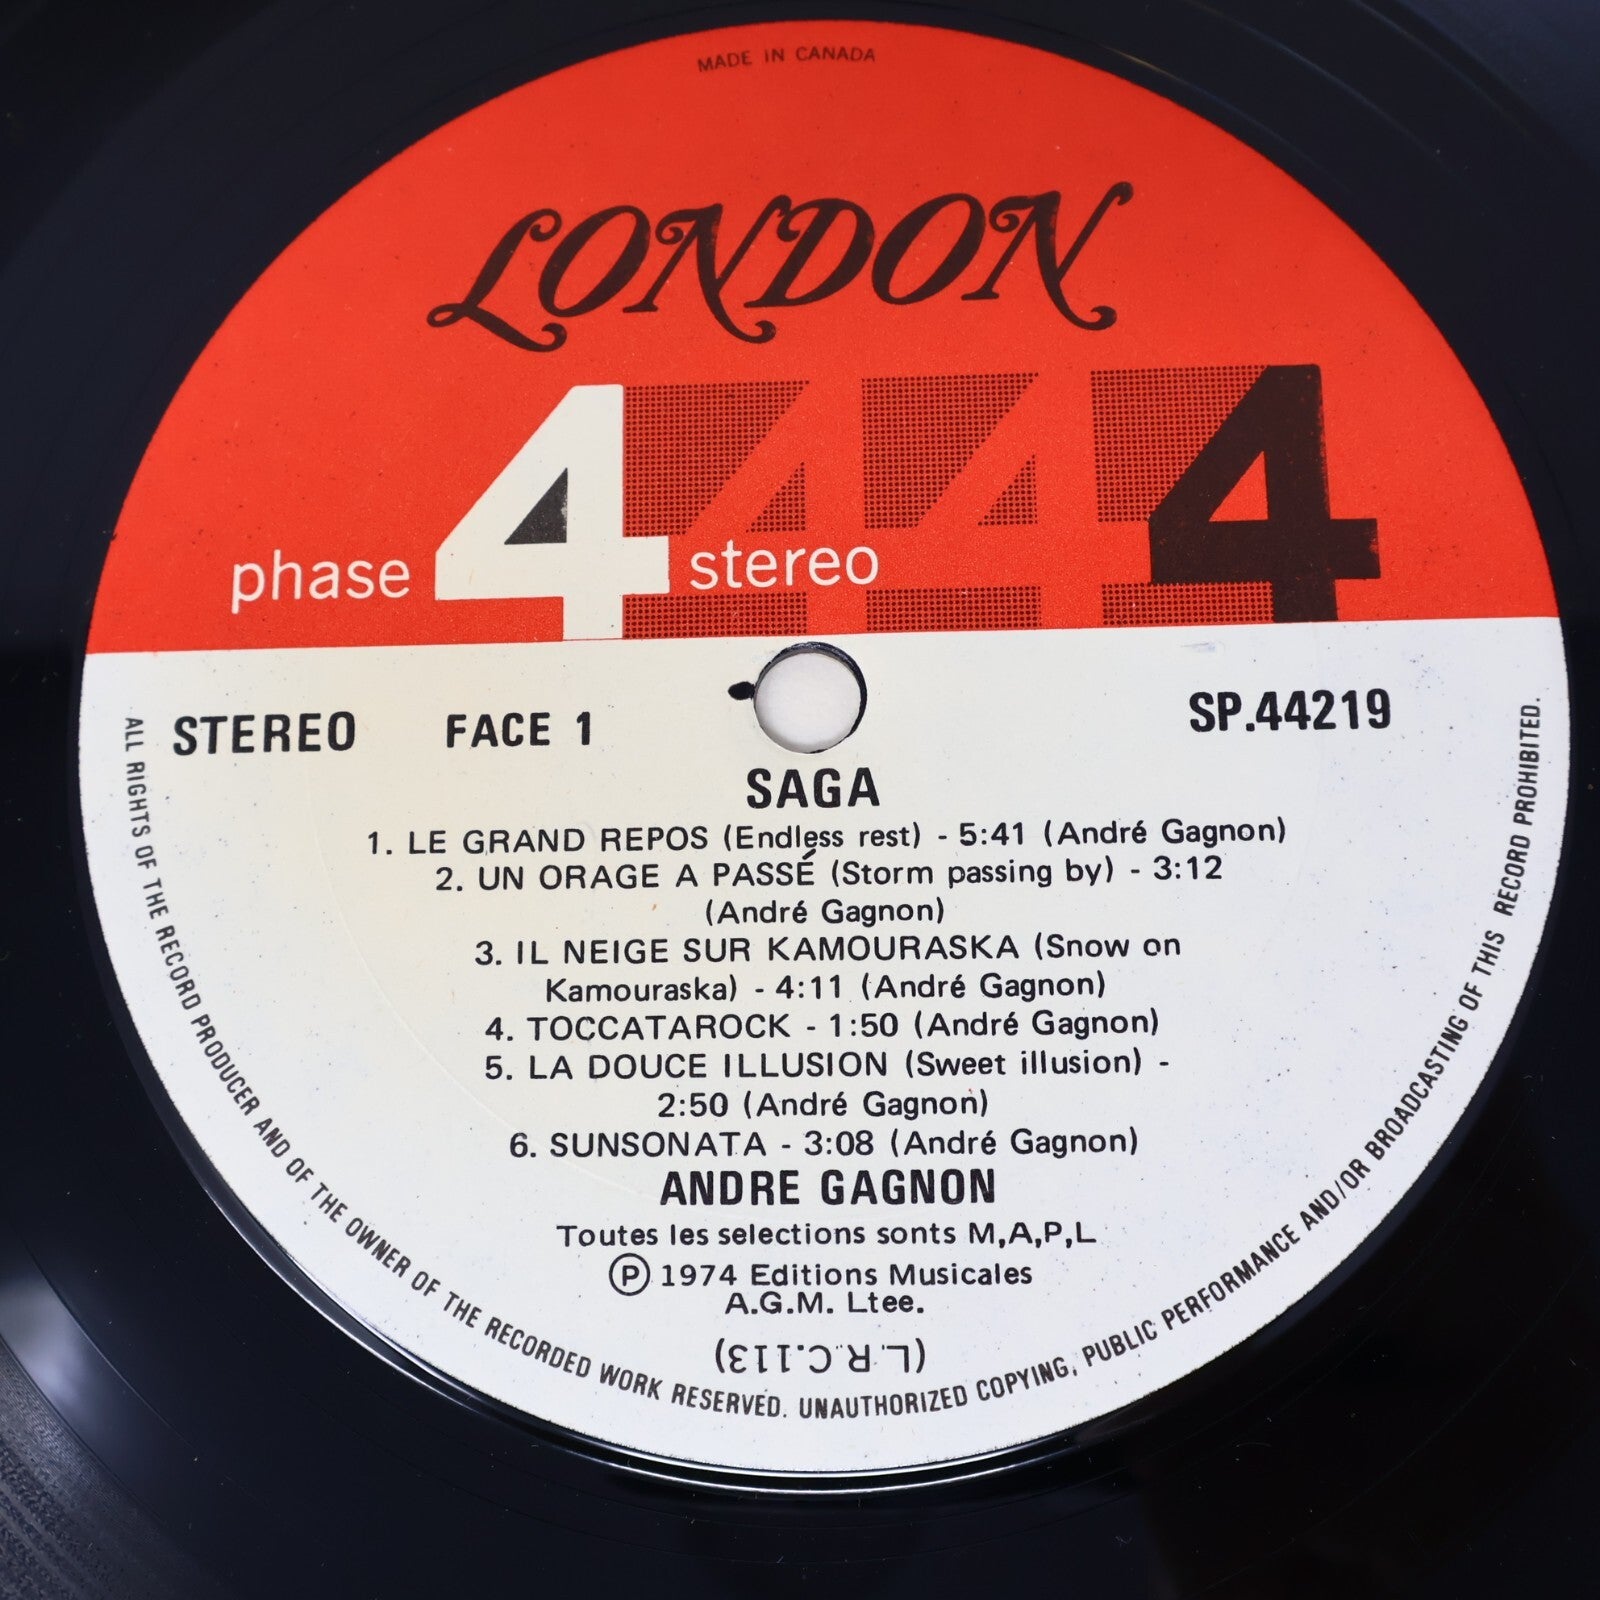 MADE IN CANADA
LONDON
phase 4 stereo 4
STEREO FACE 1 SP.44219
SAGA
1. LE GRAND REPOS (Endless rest) - 5:41 (André Gagnon)
2. UN ORAGE A PASSÉ (Storm passing by) - 3:12
(André Gagnon)
3. IL NEIGE SUR KAMOURASKA (Snow on
Kamouraska) - 4:11 (André Gagnon)
4. TOCCATAROCK - 1:50 (André Gagnon)
5. LA DOUCE ILLUSION (Sweet illusion) -
2:50 (André Gagnon)
6. SUNSONATA - 3:08 (André Gagnon)
ANDRE GAGNON
Toutes les selections sonts M,A,P,L
Ⓟ 1974 Editions Musicales
A.G.M. Ltee.
(L.R.C.113)
ALL RIGHTS OF THE RECORD PRODUCER AND OF THE OWNER OF THE RECORDED WORK RESERVED. UNAUTHORIZED COPYING, PUBLIC PERFORMANCE AND/OR BROADCASTING OF THIS RECORD PROHIBITED.